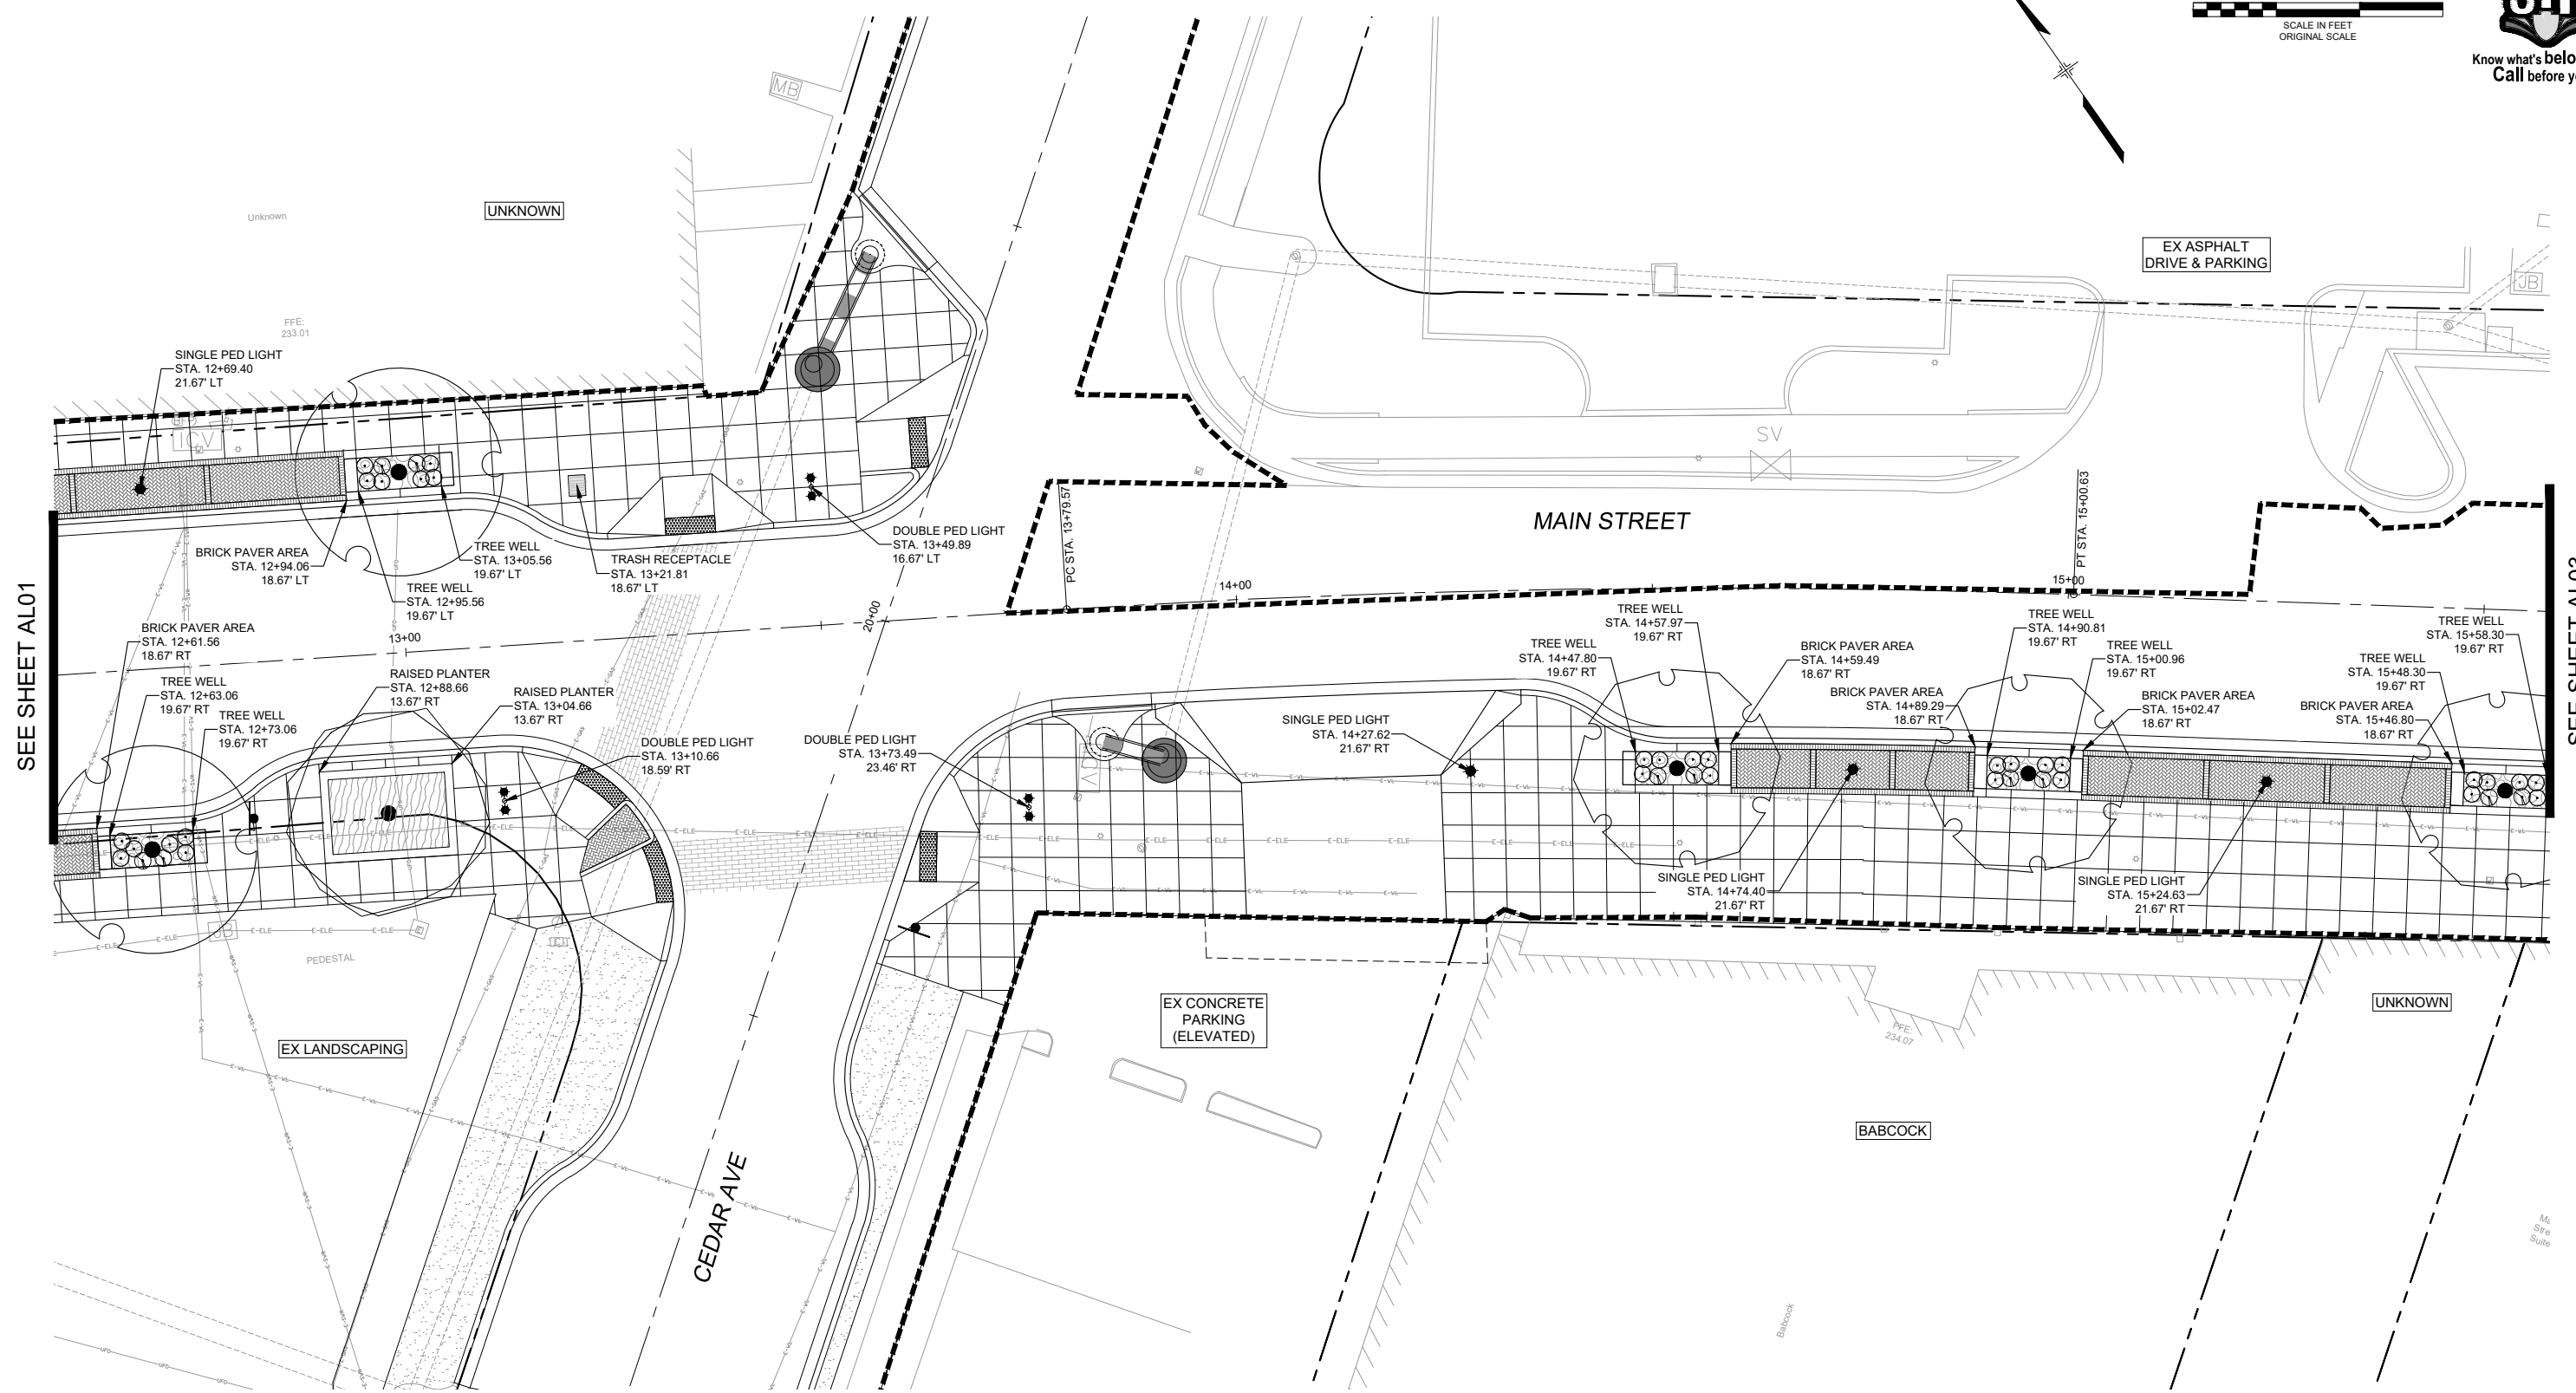 SCALE IN FEET
ORIGINAL SCALE
Know what's
Call before
MB
UNKNOWN
Unknown
EX ASPHALT
DRIVE & PARKING
JB
FFE:
233.01
SINGLE PED LIGHT
STA. 12+69.40
21.67' LT
ICV
SV
MAIN STREET
PC STA. 13+79.57
PT STA. 15+00.63
DOUBLE PED LIGHT
STA. 13+49.89
16.67' LT
BRICK PAVER AREA
STA. 12+94.06
18.67' LT
TREE WELL
STA. 13+05.56
19.67' LT
TRASH RECEPTACLE
STA. 13+21.81
18.67' LT
TREE WELL
STA. 12+95.56
19.67' LT
SEE SHEET AL01
SEE SHEET AL03
14+00
15+00
20+00
13+00
BRICK PAVER AREA
STA. 12+61.56
18.67' RT
TREE WELL
STA. 12+63.06
19.67' RT
TREE WELL
STA. 12+73.06
19.67' RT
RAISED PLANTER
STA. 12+88.66
13.67' RT
RAISED PLANTER
STA. 13+04.66
13.67' RT
DOUBLE PED LIGHT
STA. 13+10.66
18.59' RT
DOUBLE PED LIGHT
STA. 13+73.49
23.46' RT
SINGLE PED LIGHT
STA. 14+27.62
21.67' RT
TREE WELL
STA. 14+47.80
19.67' RT
TREE WELL
STA. 14+57.97
19.67' RT
BRICK PAVER AREA
STA. 14+59.49
18.67' RT
BRICK PAVER AREA
STA. 14+89.29
18.67' RT
TREE WELL
STA. 14+90.81
19.67' RT
TREE WELL
STA. 15+00.96
19.67' RT
BRICK PAVER AREA
STA. 15+02.47
18.67' RT
TREE WELL
STA. 15+58.30
19.67' RT
TREE WELL
STA. 15+48.30
19.67' RT
BRICK PAVER AREA
STA. 15+46.80
18.67' RT
SINGLE PED LIGHT
STA. 14+74.40
21.67' RT
SINGLE PED LIGHT
STA. 15+24.63
21.67' RT
JB
PEDESTAL
EX LANDSCAPING
EX CONCRETE
PARKING
(ELEVATED)
FFE:
234.07
UNKNOWN
BABCOCK
CEDAR AVE
Babcock